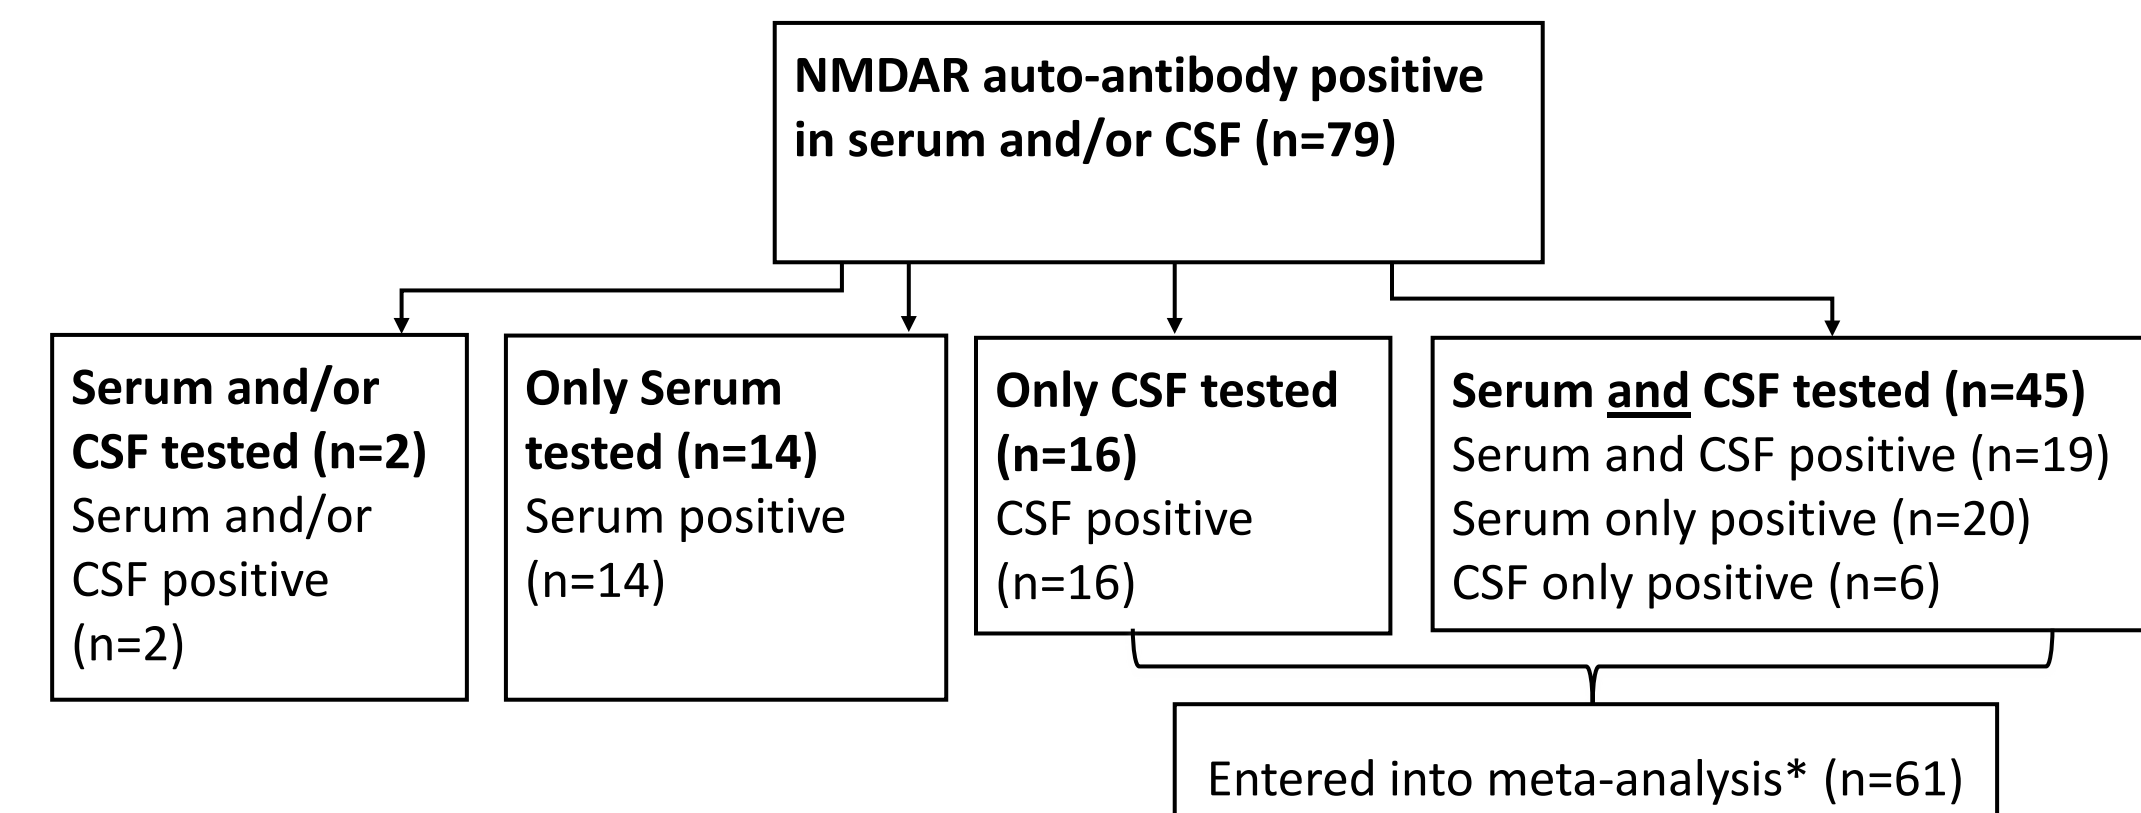 NMDAR auto-antibody positive
in serum and/or CSF (n=79)
Serum and/or
CSF tested (n=2)
Serum and/or
CSF positive
(n=2)
Only Serum
tested (n=14)
Serum positive
(n=14)
Only CSF tested
(n=16)
CSF positive
(n=16)
Serum and CSF tested (n=45)
Serum and CSF positive (n=19)
Serum only positive (n=20)
CSF only positive (n=6)
Entered into meta-analysis* (n=61)